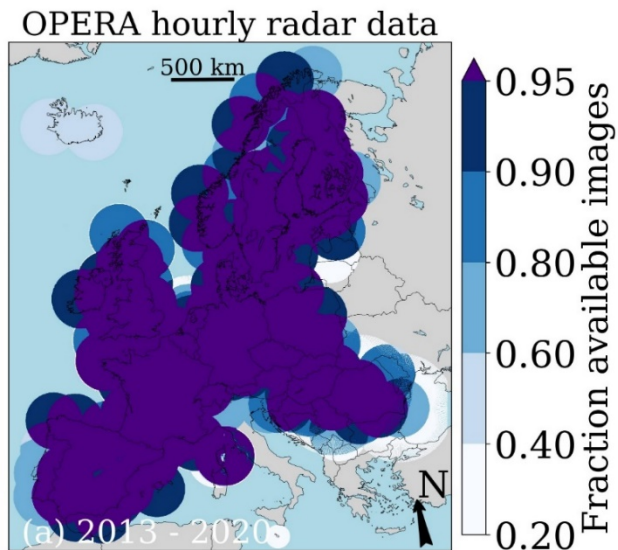 OPERA hourly radar data
500 km
0.95
0.90
0.80
0.60
0.40
0.20
Fraction available images
N
(a) 2013 - 2020